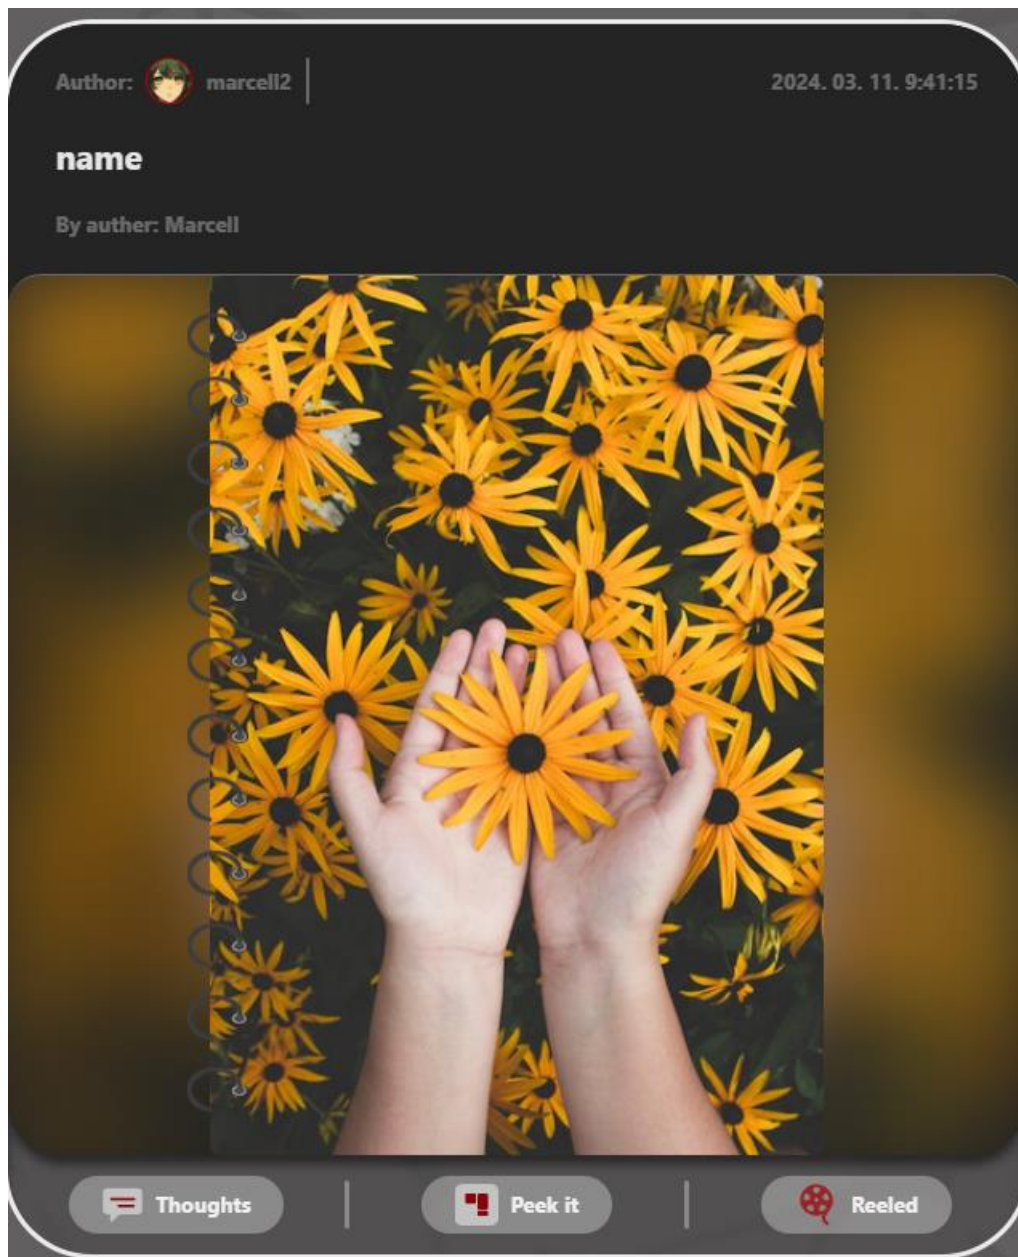 Author: marcell2 2024. 03. 11. 9:41:15
name
By auther: Marcell
Thoughts Peek it Reeled